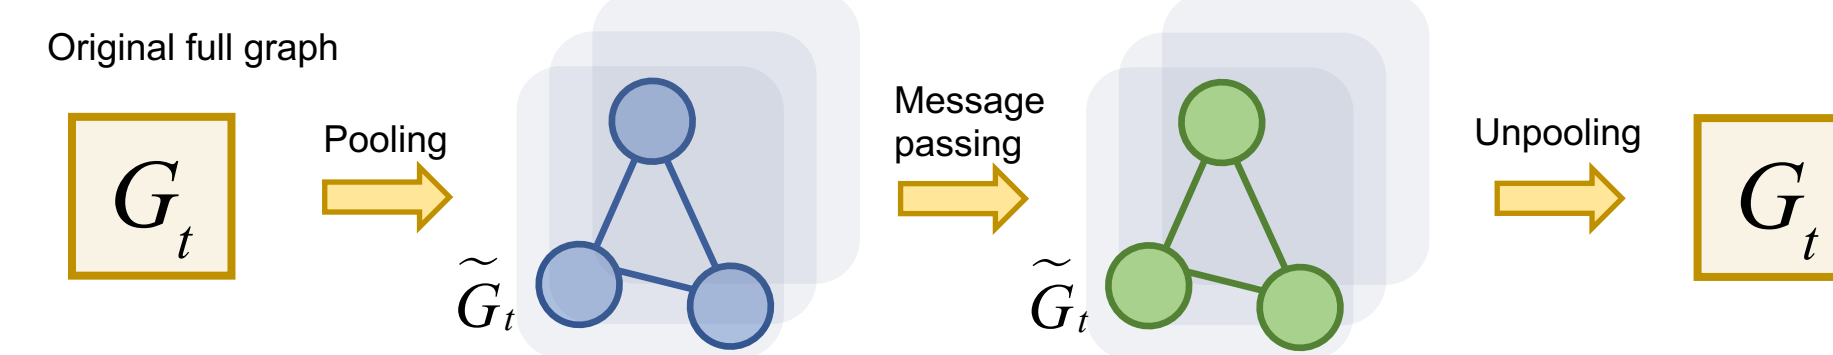 Original full graph
G_t
Pooling
G̃_t
Message
passing
G̃_t
Unpooling
G_t